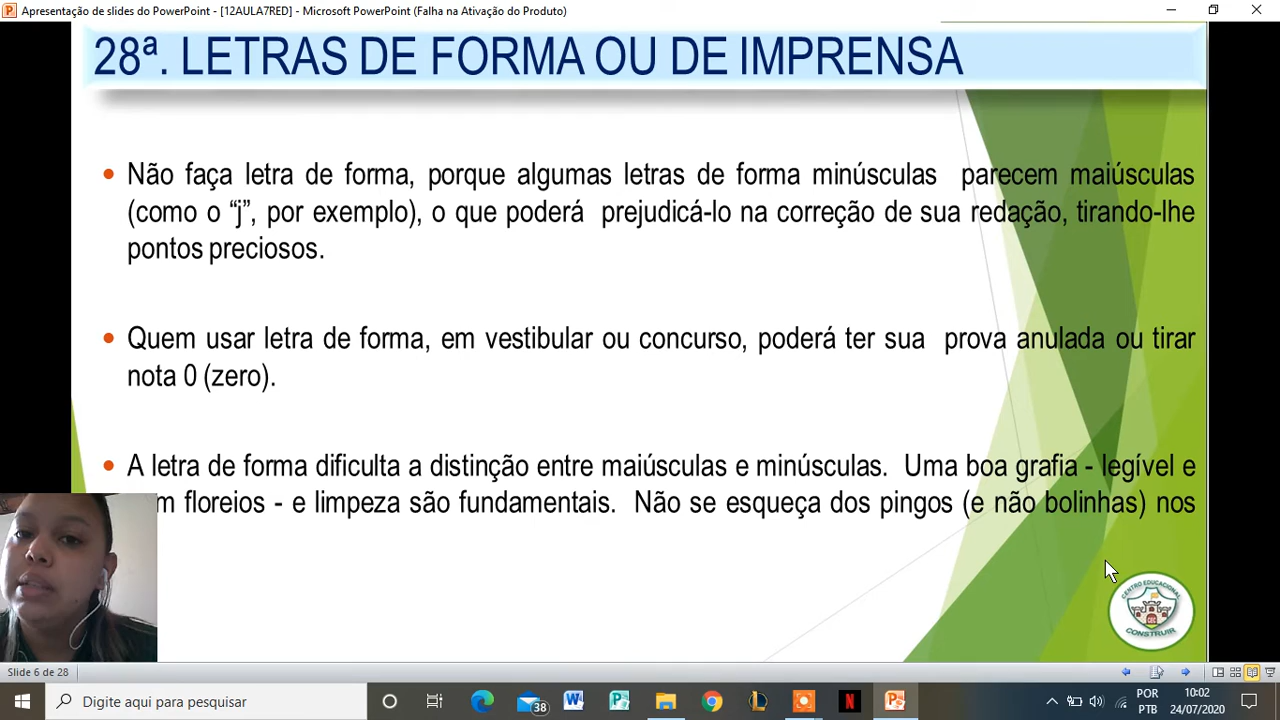 Apresentação de slides do PowerPoint - [12AULA7RED] - Microsoft PowerPoint (Falha na Ativação do Produto)
28ª. LETRAS DE FORMA OU DE IMPRENSA
• Não faça letra de forma, porque algumas letras de forma minúsculas parecem maiúsculas
(como o “j”, por exemplo), o que poderá prejudicá-lo na correção de sua redação, tirando-lhe
pontos preciosos.
• Quem usar letra de forma, em vestibular ou concurso, poderá ter sua prova anulada ou tirar
nota 0 (zero).
• A letra de forma dificulta a distinção entre maiúsculas e minúsculas. Uma boa grafia - legível e
floreios - e limpeza são fundamentais. Não se esqueça dos pingos (e não bolinhas) nos
CENTRO EDUCACIONAL
CEC
CONSTRUIR
Slide 6 de 28
Digite aqui para pesquisar
38
POR
PTB
10:02
24/07/2020